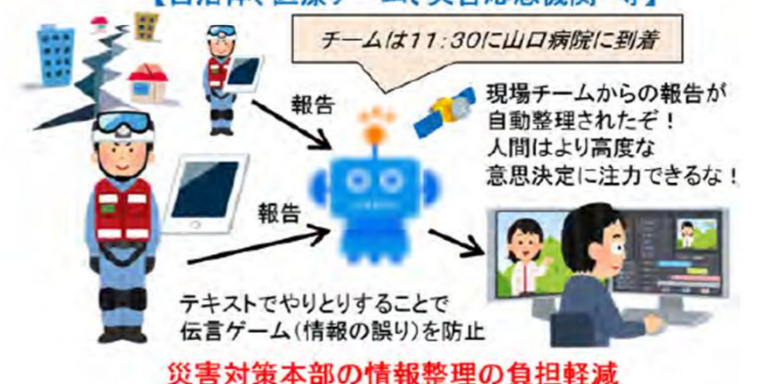 チームは11:30に山口病院に到着
報告
現場チームからの報告が
自動整理されたぞ!
人間はより高度な
意思決定に注力できるな!
報告
テキストでやりとりすることで
伝言ゲーム(情報の誤り)を防止
災害対策本部の情報整理の負担軽減